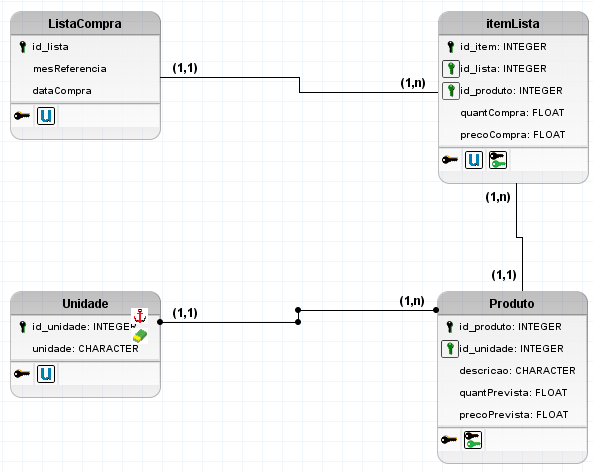 ListaCompra
id_lista
mesReferencia
dataCompra
U
(1,1)
(1,n)
itemLista
id_item: INTEGER
id_lista: INTEGER
id_produto: INTEGER
quantCompra: FLOAT
precoCompra: FLOAT
U
(1,n)
(1,1)
Unidade
id_unidade: INTEGER
unidade: CHARACTER
U
(1,1)
(1,n)
Produto
id_produto: INTEGER
id_unidade: INTEGER
descricao: CHARACTER
quantPrevista: FLOAT
precoPrevista: FLOAT